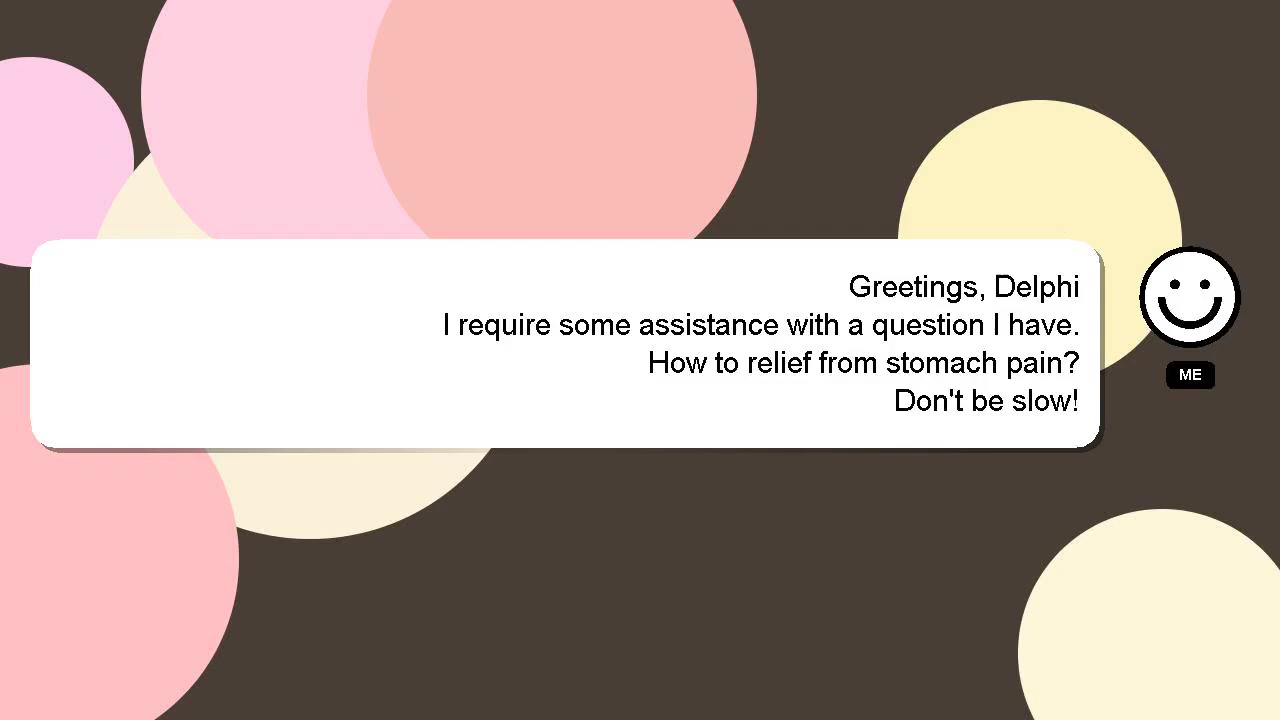 Greetings, Delphi
I require some assistance with a question I have.
How to relief from stomach pain?
Don't be slow!
ME